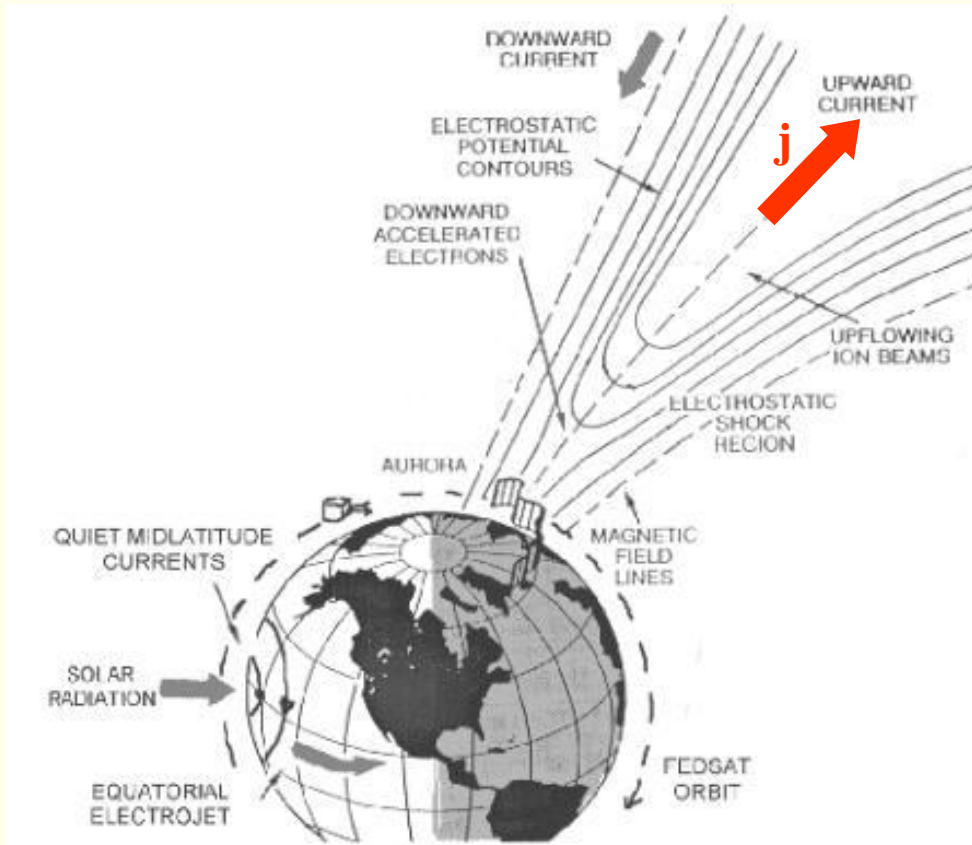 DOWNWARD
CURRENT
UPWARD
CURRENT
j
ELECTROSTATIC
POTENTIAL
CONTOURS
DOWNWARD
ACCELERATED
ELECTRONS
UPFLOWING
ION BEAMS
ELECTROSTATIC
SHOCK
REGION
AURORA
MAGNETIC
FIELD
LINES
QUIET MIDLATITUDE
CURRENTS
SOLAR
RADIATION
EQUATORIAL
ELECTROJET
FEDSAT
ORBIT